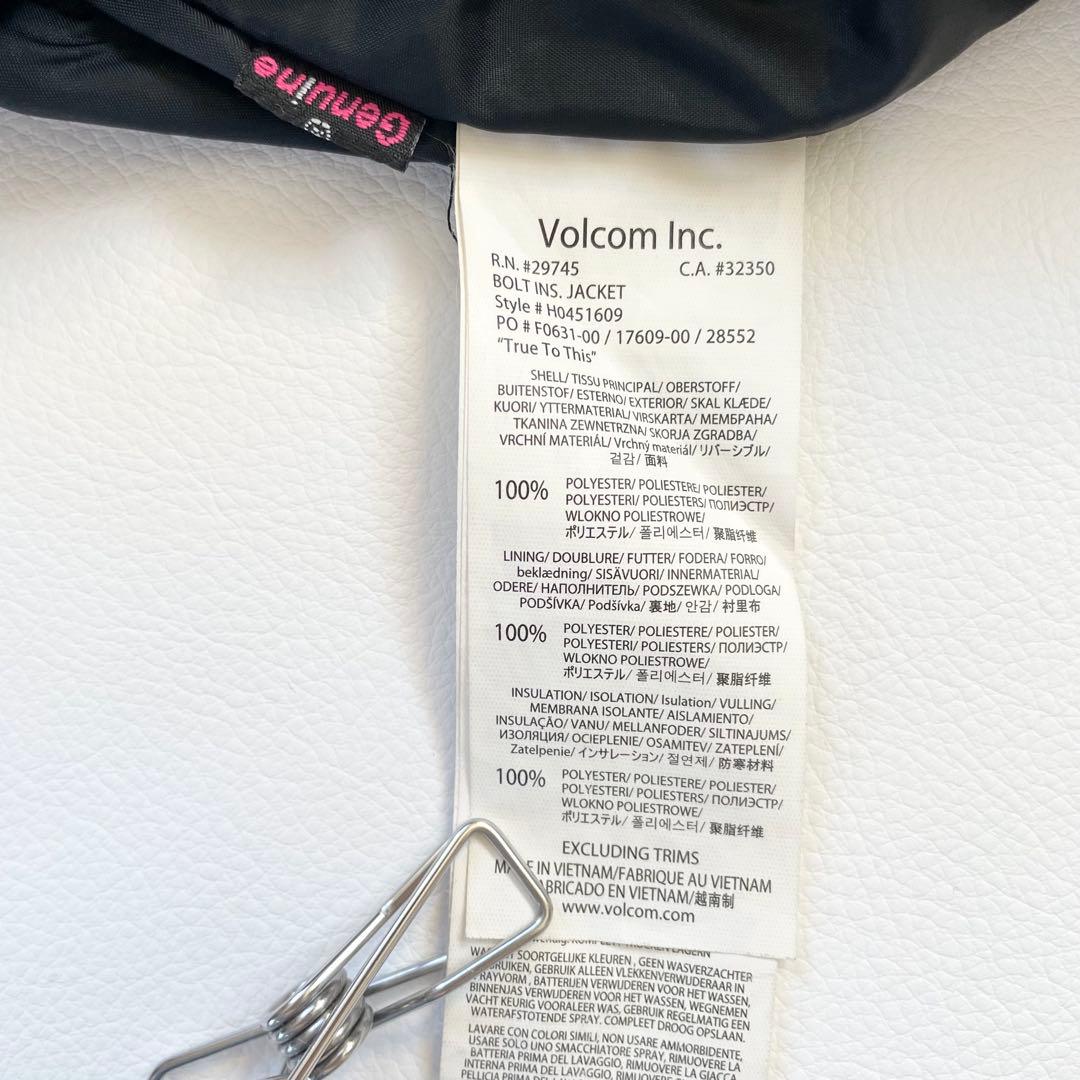 Genuine
Volcom Inc.
R.N. #29745 C.A. #32350
BOLT INS. JACKET
Style # H0451609
PO # F0631-00 / 17609-00 / 28552
“True To This”
SHELL/ TISSU PRINCIPAL/ OBERSTOFF/
BUITENSTOF/ ESTERNO/ EXTERIOR/ SKAL KLÆDE/
KUORI/ YTTERMATERIAL/ VIRSKARTA/ МЕМБРАНА/
TKANINA ZEWNETRZNA/ SKORJA ZGRADBA/
VRCHNÍ MATERIÁL/ Vrchný materiál/ リバーシブル/
겉감/ 面料
100% POLYESTER/ POLIESTERE/ POLIESTER/
POLYESTERI/ POLIESTERS/ ПОЛИЭСТР/
WLOKNO POLIESTROWE/
ポリエステル/ 폴리에스터/ 聚脂纤维
LINING/ DOUBLURE/ FUTTER/ FODERA/ FORRO/
beklædning/ SISÄVUORI/ INNERMATERIAL/
ODERE/ НАПОЛНИТЕЛЬ/ PODSZEWKA/ PODLOGA/
PODŠÍVKA/ Podšívka/ 裏地/ 안감/ 衬里布
100% POLYESTER/ POLIESTERE/ POLIESTER/
POLYESTERI/ POLIESTERS/ ПОЛИЭСТР/
WLOKNO POLIESTROWE/
ポリエステル/ 폴리에스터/ 聚脂纤维
INSULATION/ ISOLATION/ Isulation/ VULLING/
MEMBRANA ISOLANTE/ AISLAMIENTO/
INSULAÇÃO/ VANU/ MELLANFODER/ SILTINAJUMS/
ИЗОЛЯЦИЯ/ OCIEPLENIE/ OSAMITEV/ ZATEPLENÍ/
Zatelpenie/ インサレーション/ 절연제/ 防寒材料
100% POLYESTER/ POLIESTERE/ POLIESTER/
POLYESTERI/ POLIESTERS/ ПОЛИЭСТР/
WLOKNO POLIESTROWE/
ポリエステル/ 폴리에스터/ 聚脂纤维
EXCLUDING TRIMS
IN VIETNAM/FABRIQUE AU VIETNAM
ABRICADO EN VIETNAM/越南制
www.volcom.com
SOORTGELIJKE KLEUREN , GEEN WASVERZACHTER
GEBRUIK ALLEEN VLEKKENVERWIJDERAAR IN
BATTERIJEN VERWIJDEREN VOOR HET WASSEN,
BINNENJAS VERWIJDEREN VOOR HET WASSEN, WEGNEMEN
VACHT KEURIG VOORALEER WAS, GEBRUIK REGELMATIG EEN
WATERAFSTOTENDE SPRAY. COMPLEET DROOG OPSLAAN.
LAVARE CON COLORI SIMILI, NON USARE AMMORBIDENTE,
USARE SOLO UNO SMACCHIATORE SPRAY, RIMUOVERE LA
BATTERIA PRIMA DEL LAVAGGIO, RIMUOVERE LA GIACCA
INTERNA PRIMA DEL LAVAGGIO, RIMUOVERE LA
PELLICCIA PRIMA DEL